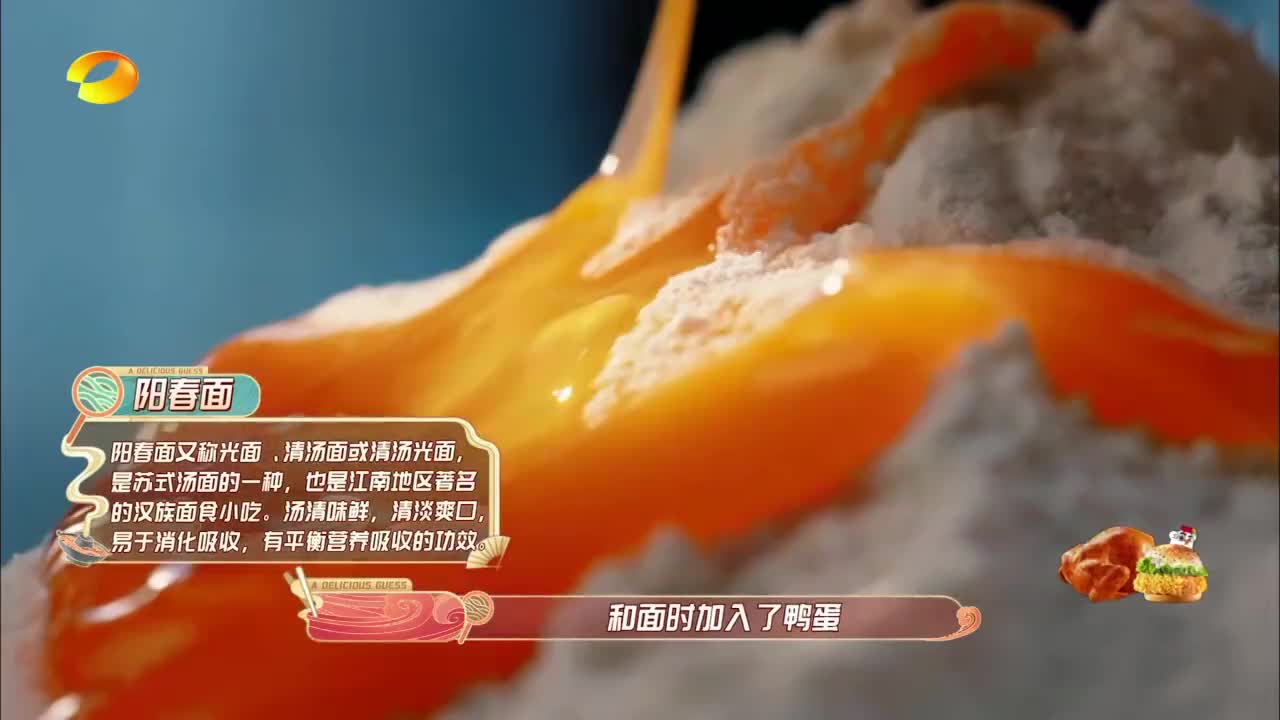 A DELICIOUS GUESS
阳春面
阳春面又称光面、清汤面或清汤光面，
是苏式汤面的一种，也是江南地区著名
的汉族面食小吃。汤清味鲜，清淡爽口，
易于消化吸收，有平衡营养吸收的功效。
A DELICIOUS GUESS
和面时加入了鸭蛋